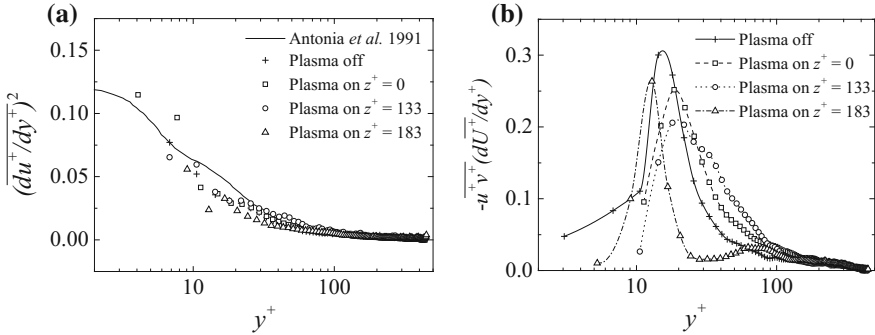 (a)
0.15
0.10
0.05
0.00
(du⁺/dy⁺)²
Antonia et al. 1991
Plasma off
Plasma on z⁺ = 0
Plasma on z⁺ = 133
Plasma on z⁺ = 183
10
100
y⁺
(b)
0.3
0.2
0.1
0.0
-u⁺v⁺(dU⁺/dy⁺)
Plasma off
Plasma on z⁺ = 0
Plasma on z⁺ = 133
Plasma on z⁺ = 183
10
100
y⁺